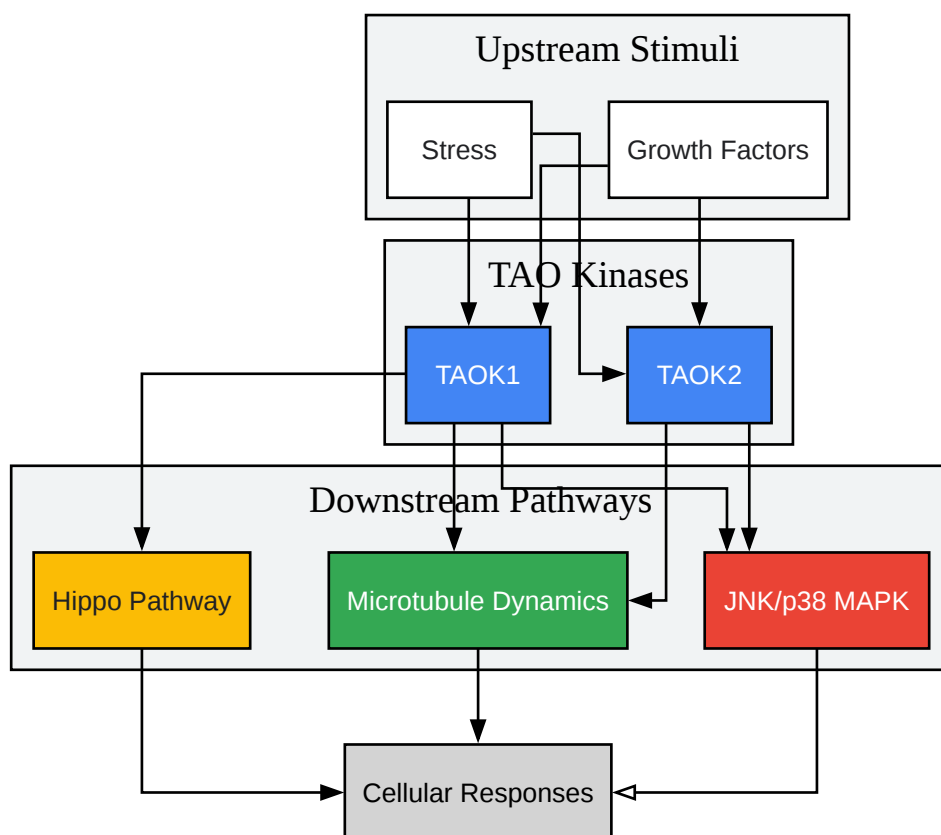 Upstream Stimuli
Stress
Growth Factors
TAO Kinases
TAOK1
TAOK2
Downstream Pathways
Hippo Pathway
Microtubule Dynamics
JNK/p38 MAPK
Cellular Responses